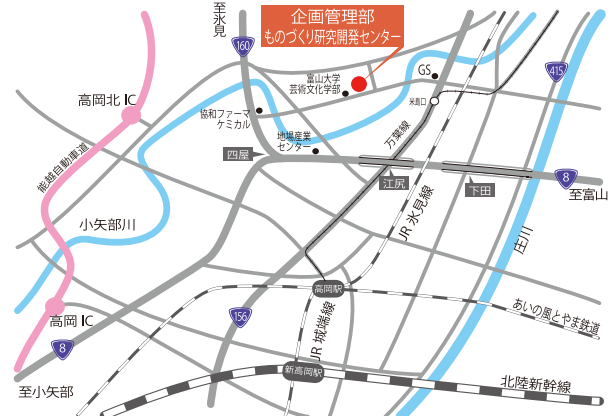 至氷見
企画管理部
ものづくり研究開発センター
160
415
GS
富山大学
芸術文化学部
高岡北 IC
米島口
協和ファーマ
ケミカル
万葉線
地場産業
センター
四屋
能越自動車道
江尻
下田
8
至富山
小矢部川
JR 氷見線
庄川
高岡駅
あいの風とやま鉄道
高岡 IC
156
JR 城端線
8
新高岡駅
北陸新幹線
至小矢部